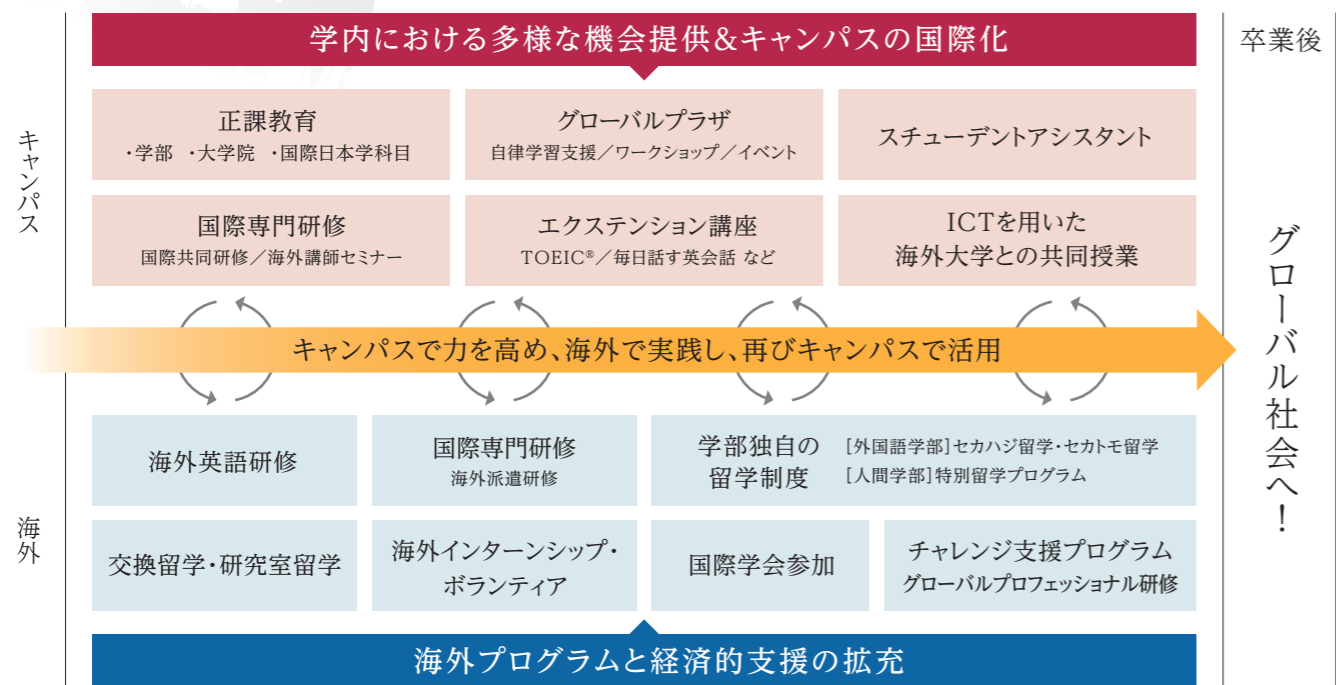 学内における多様な機会提供&キャンパスの国際化
卒業後
キャンパス
正課教育
・学部 ・大学院 ・国際日本学科目
グローバルプラザ
自律学習支援／ワークショップ／イベント
スチューデントアシスタント
国際専門研修
国際共同研修／海外講師セミナー
エクステンション講座
TOEIC®／毎日話す英会話 など
ICTを用いた
海外大学との共同授業
キャンパスで力を高め、海外で実践し、再びキャンパスで活用
グローバル社会へ！
海外
海外英語研修
国際専門研修
海外派遣研修
学部独自の
留学制度
［外国語学部］セカハジ留学・セカトモ留学
［人間学部］特別留学プログラム
交換留学・研究室留学
海外インターンシップ・
ボランティア
国際学会参加
チャレンジ支援プログラム
グローバルプロフェッショナル研修
海外プログラムと経済的支援の拡充